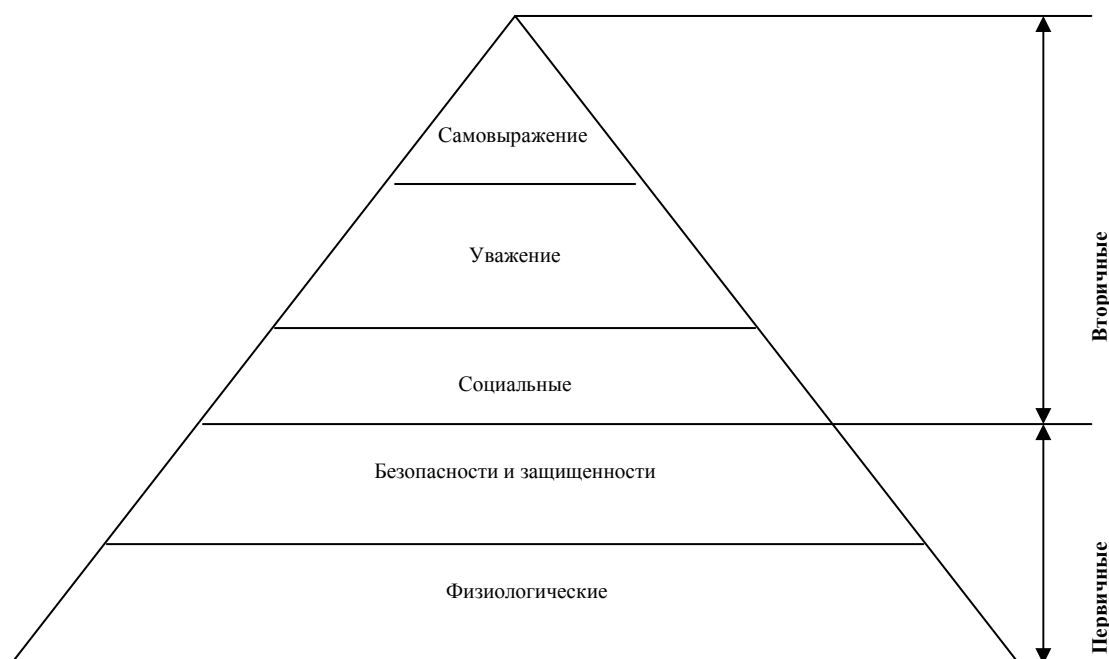 Самовыражение
Уважение
Социальные
Безопасности и защищенности
Физиологические
Вторичные
Первичные